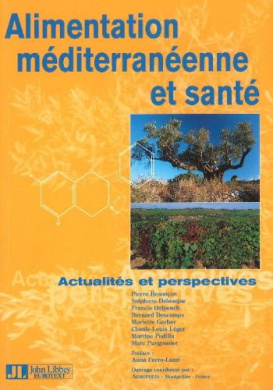 Alimentation
méditerranéenne
et santé
Actualités et perspectives
Pierre Besançon
Stéphane Debosque
Francis Delpeuch
Bernard Descomps
Mariette Gerber
Claude-Louis Léger
Martine Padilla
Marc Puygrenier
Préface :
Anna Ferro-Luzzi
Ouvrage coordonné par :
Agropolis - Montpellier - France
JL John Libbey
EUROTEXT